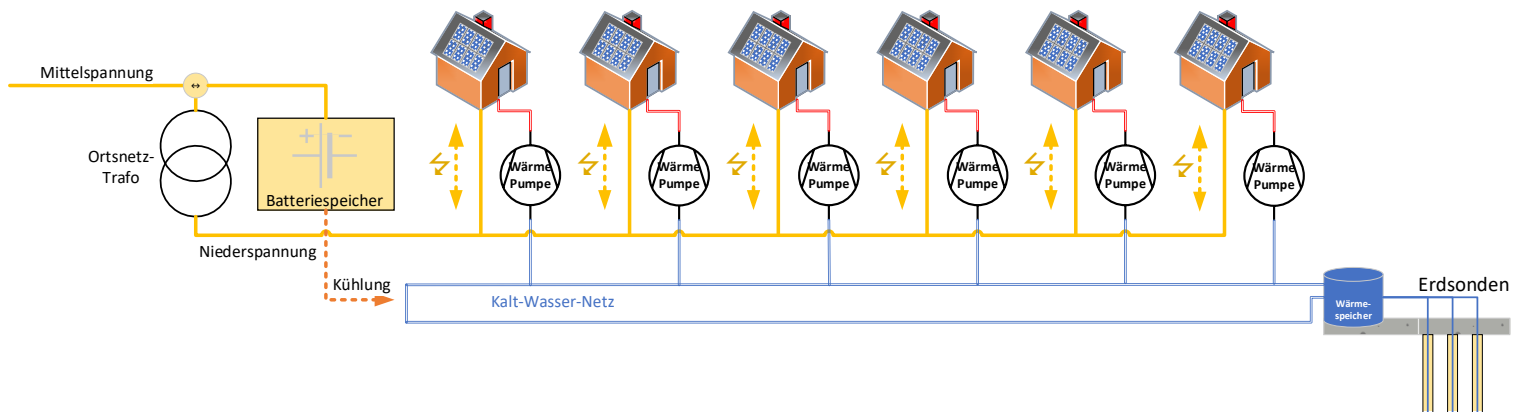 Mittelspannung
↔
Ortsnetz-
Trafo
+ −
Batteriespeicher
Niederspannung
Kühlung
Wärme
Pumpe
Wärme
Pumpe
Wärme
Pumpe
Wärme
Pumpe
Wärme
Pumpe
Wärme
Pumpe
Kalt-Wasser-Netz
Wärme-
speicher
Erdsonden